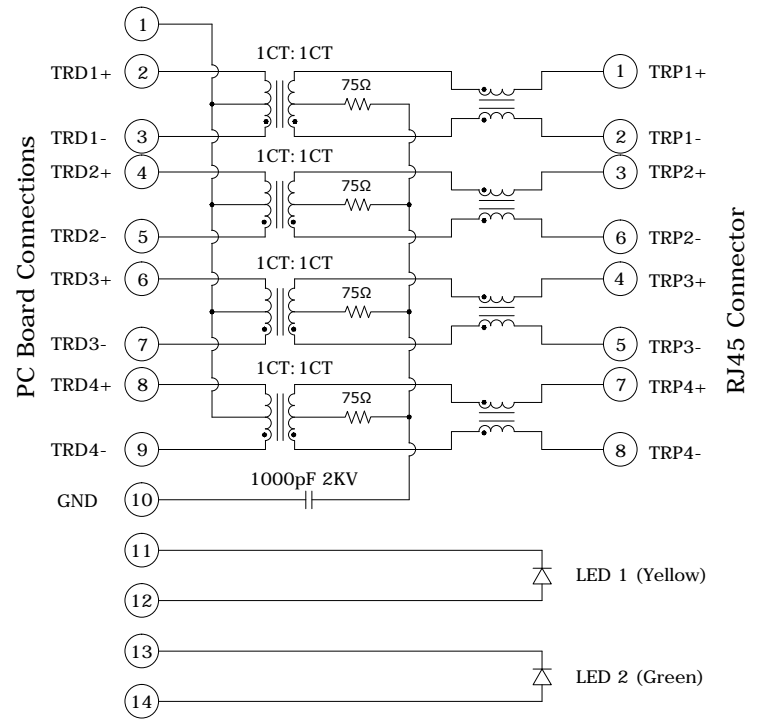 1
1CT: 1CT
TRD1+ 2 75Ω 1 TRP1+
TRD1- 3 2 TRP1-
1CT: 1CT
TRD2+ 4 75Ω 3 TRP2+
TRD2- 5 6 TRP2-
1CT: 1CT
TRD3+ 6 75Ω 4 TRP3+
TRD3- 7 5 TRP3-
1CT: 1CT
TRD4+ 8 75Ω 7 TRP4+
TRD4- 9 8 TRP4-
1000pF 2KV
GND 10
PC Board Connections
RJ45 Connector
11
LED 1 (Yellow)
12
13
LED 2 (Green)
14